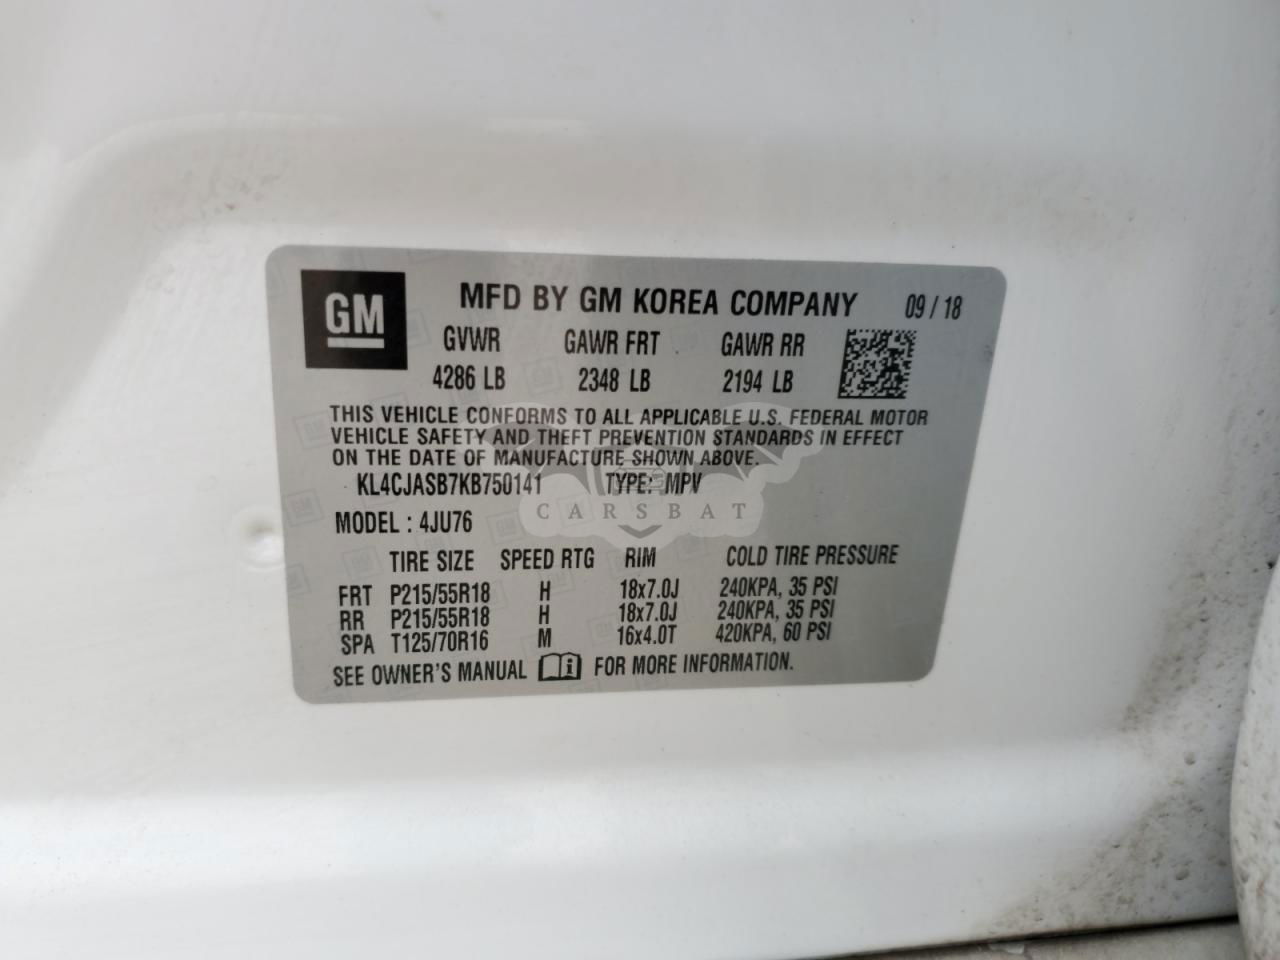 GM
MFD BY GM KOREA COMPANY 09 / 18
GVWR GAWR FRT GAWR RR
4286 LB 2348 LB 2194 LB
THIS VEHICLE CONFORMS TO ALL APPLICABLE U.S. FEDERAL MOTOR
VEHICLE SAFETY AND THEFT PREVENTION STANDARDS IN EFFECT
ON THE DATE OF MANUFACTURE SHOWN ABOVE.
KL4CJASB7KB750141 TYPE: MPV
CARSBAT
MODEL : 4JU76
TIRE SIZE SPEED RTG RIM COLD TIRE PRESSURE
FRT P215/55R18 H 18x7.0J 240KPA, 35 PSI
RR P215/55R18 H 18x7.0J 240KPA, 35 PSI
SPA T125/70R16 M 16x4.0T 420KPA, 60 PSI
SEE OWNER'S MANUAL i FOR MORE INFORMATION.